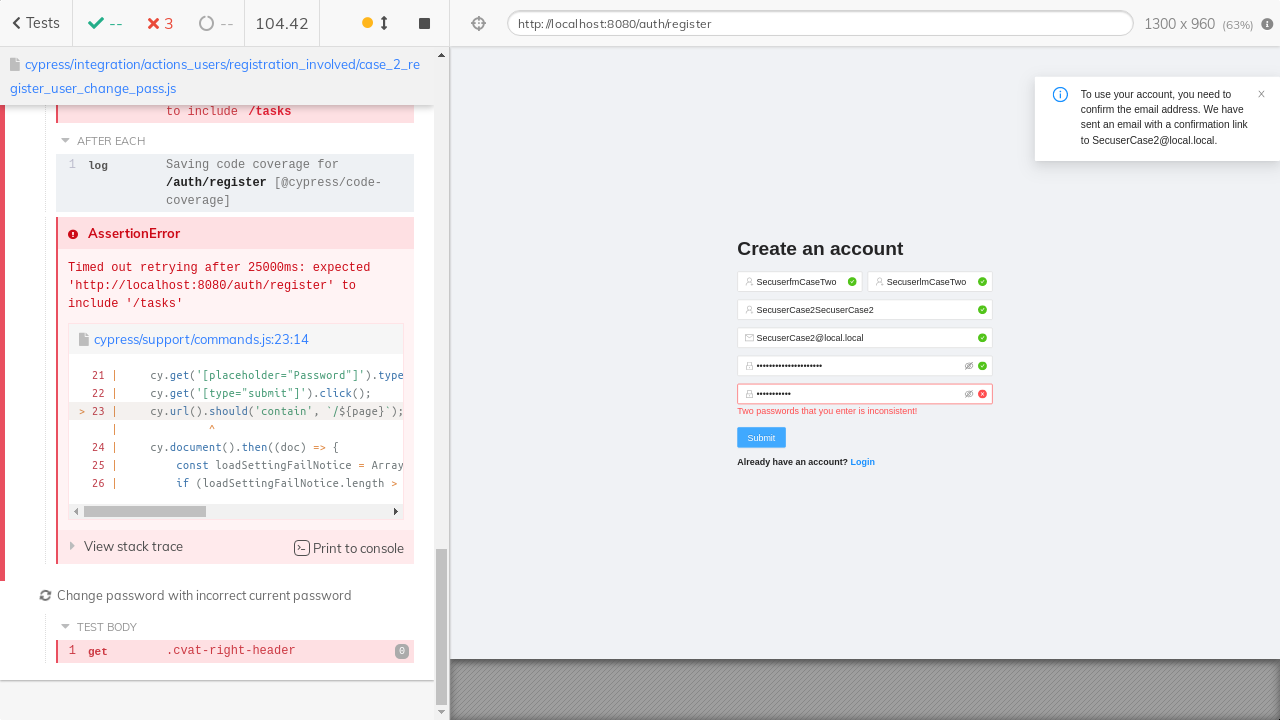 Tests
--
3
--
104.42
cypress/integration/actions_users/registration_involved/case_2_re
gister_user_change_pass.js
to include /tasks
AFTER EACH
1 log Saving code coverage for
/auth/register [@cypress/code-
coverage]
AssertionError
Timed out retrying after 25000ms: expected
'http://localhost:8080/auth/register' to
include '/tasks'
cypress/support/commands.js:23:14
21 | cy.get('[placeholder="Password"]').type
22 | cy.get('[type="submit"]').click();
> 23 | cy.url().should('contain', `/${page}`);
| ^
24 | cy.document().then((doc) => {
25 | const loadSettingFailNotice = Array
26 | if (loadSettingFailNotice.length >
View stack trace
Print to console
Change password with incorrect current password
TEST BODY
1 get .cvat-right-header 0
http://localhost:8080/auth/register
1300 x 960 (63%)
To use your account, you need to
confirm the email address. We have
sent an email with a confirmation link
to SecuserCase2@local.local.
Create an account
SecuserfmCaseTwo
SecuserlmCaseTwo
SecuserCase2SecuserCase2
SecuserCase2@local.local
•••••••••••••••••••••
•••••••••••
Two passwords that you enter is inconsistent!
Submit
Already have an account? Login